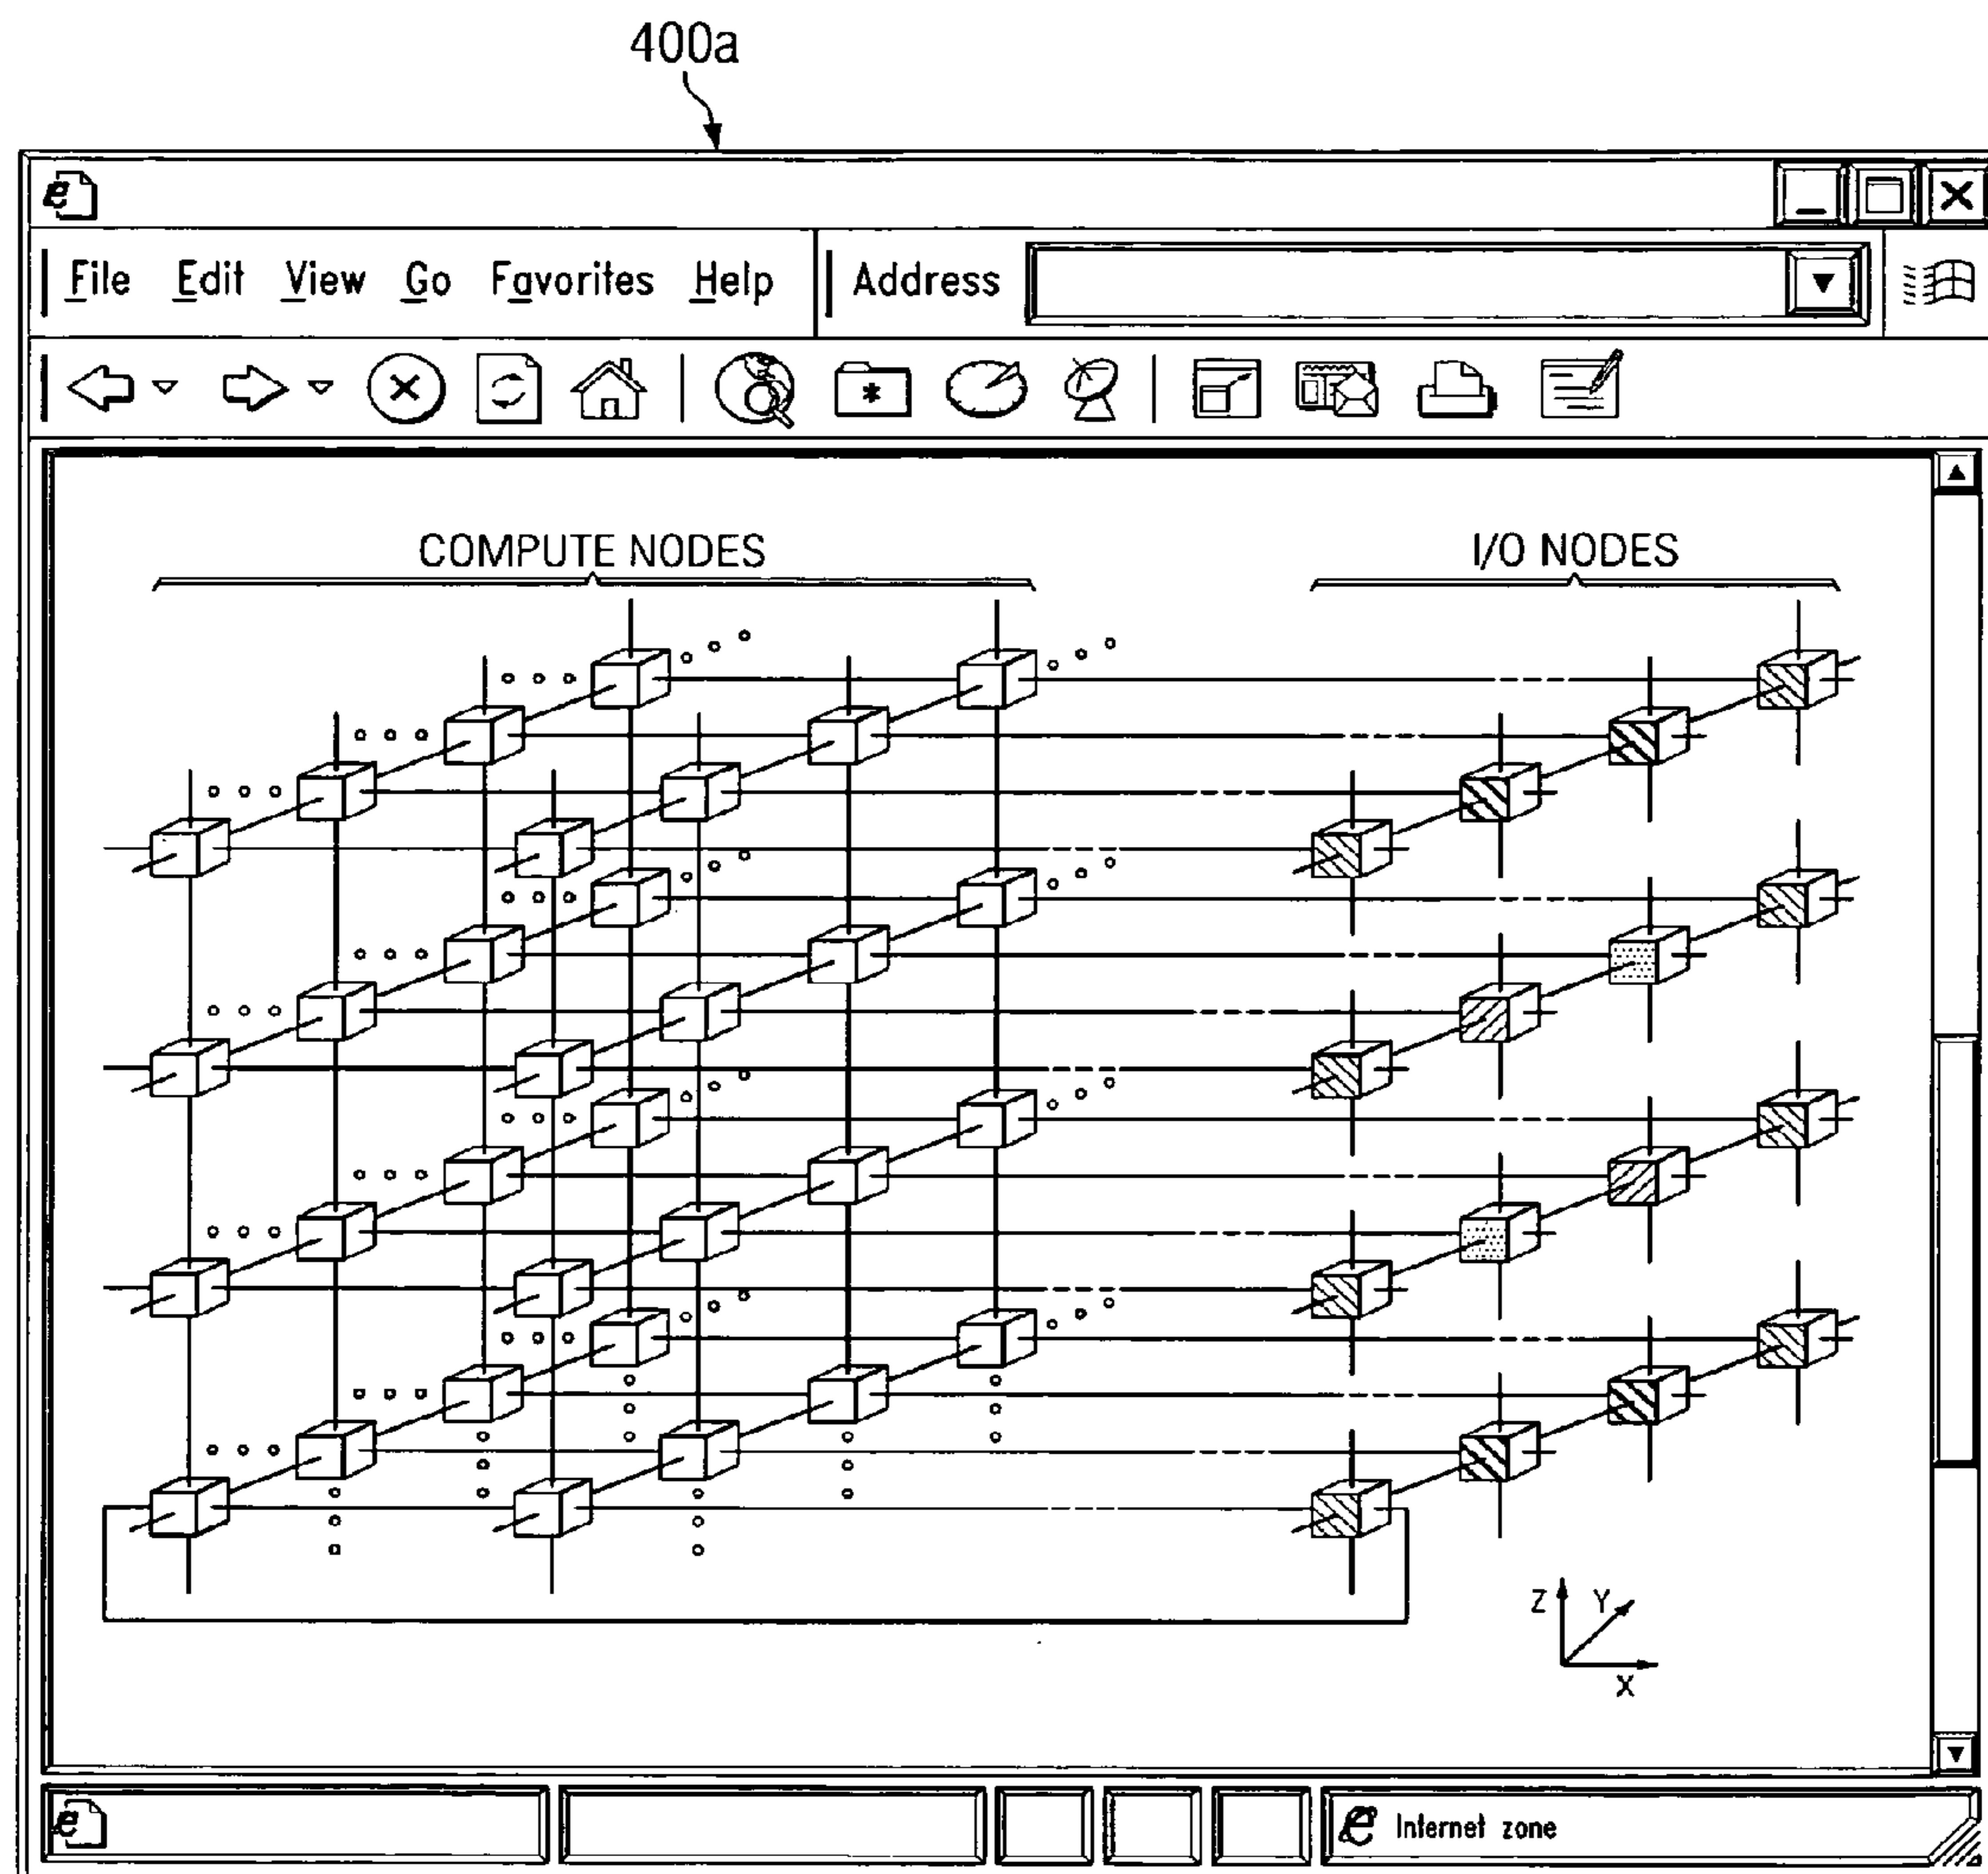 400a
File Edit View Go Favorites Help Address
COMPUTE NODES I/O NODES
Z Y
X
Internet zone